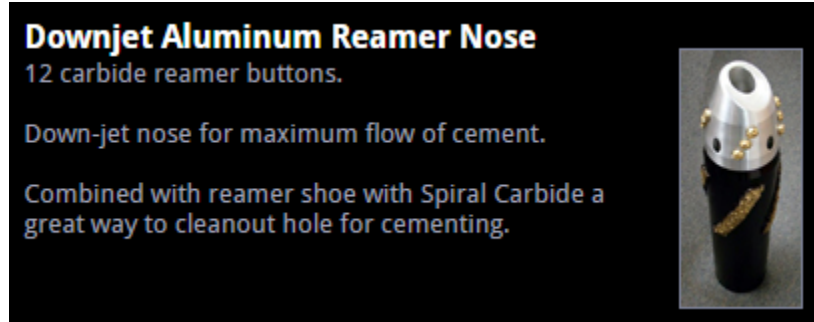 Downjet Aluminum Reamer Nose
12 carbide reamer buttons.
Down-jet nose for maximum flow of cement.
Combined with reamer shoe with Spiral Carbide a
great way to cleanout hole for cementing.